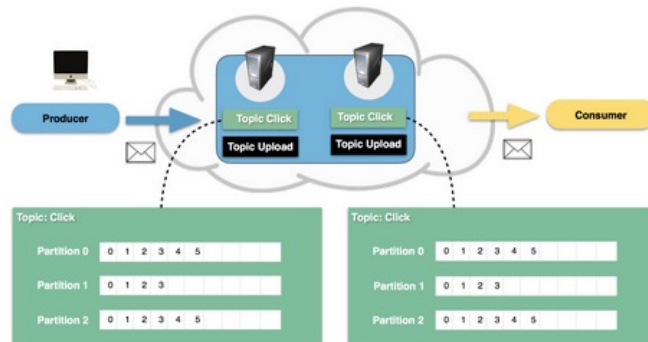 Producer
Topic Click
Topic Upload
Topic Click
Topic Upload
Consumer
Topic: Click
Partition 0 0 1 2 3 4 5
Partition 1 0 1 2 3
Partition 2 0 1 2 3 4 5
Topic: Click
Partition 0 0 1 2 3 4 5
Partition 1 0 1 2 3
Partition 2 0 1 2 3 4 5